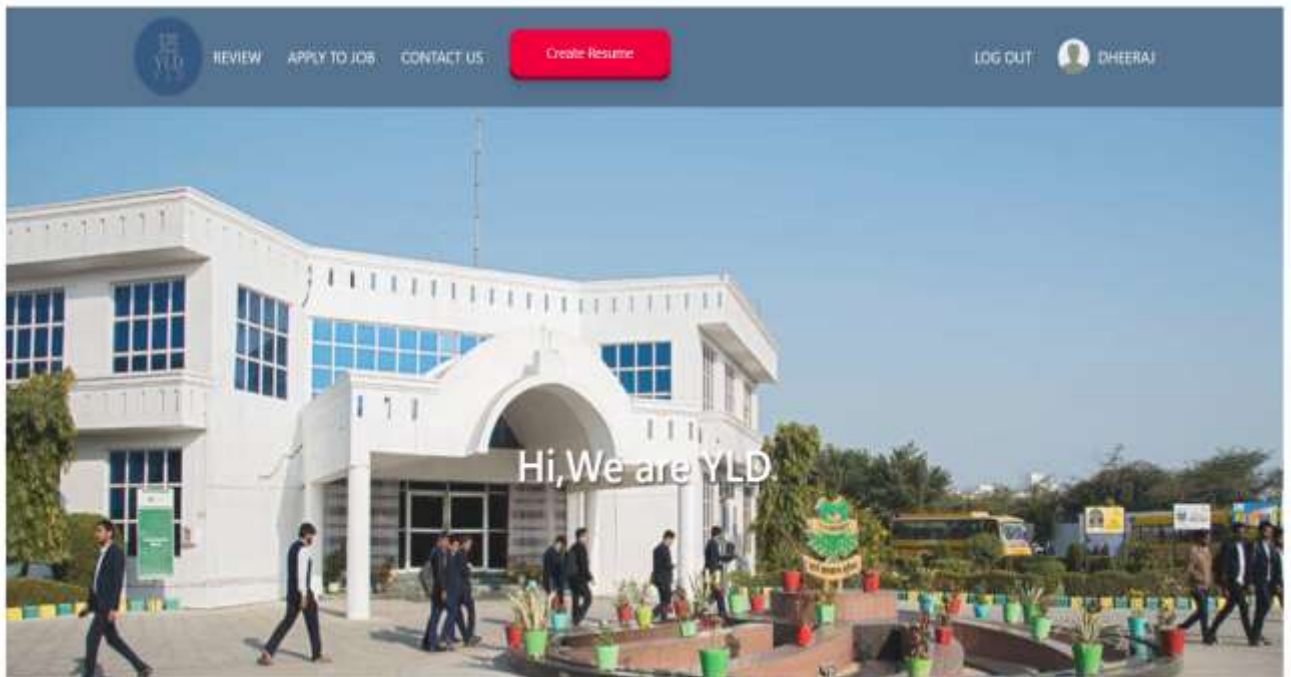 YLD
REVIEW
APPLY TO JOB
CONTACT US
Create Resume
LOG OUT
DHEERAJ
Hi,We are YLD.